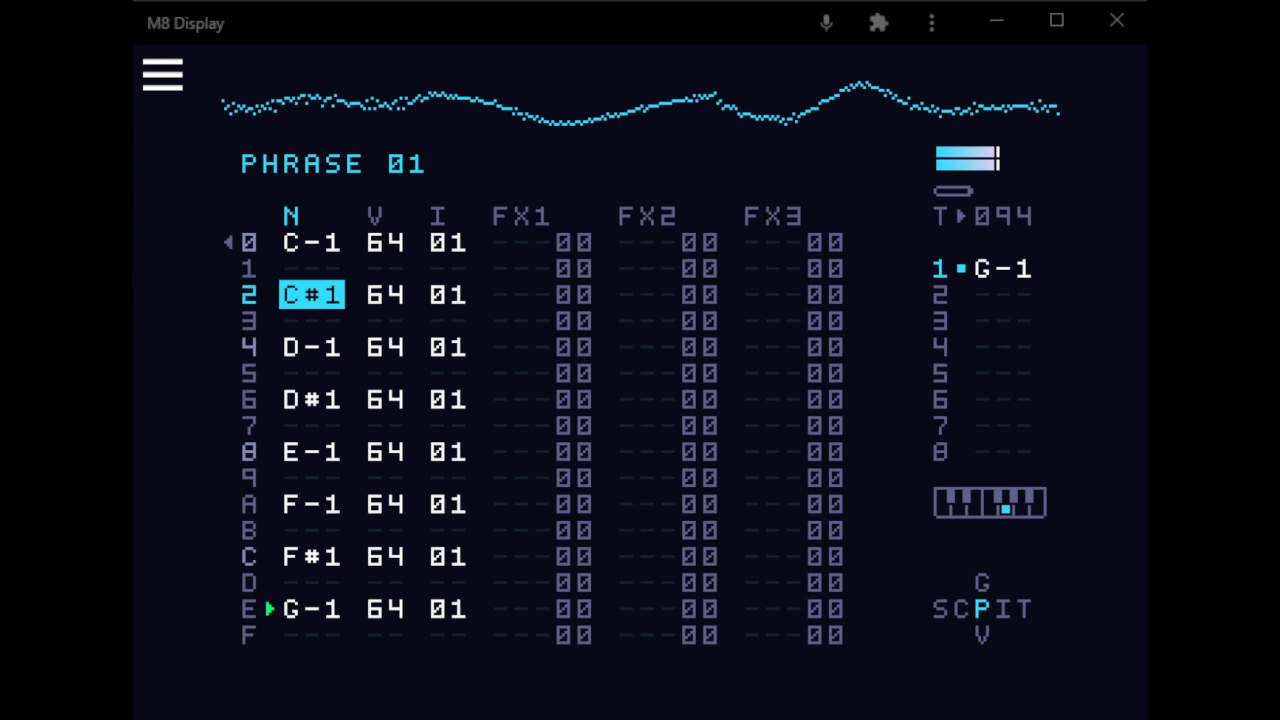 M8 Display
PHRASE 01
N V I FX1 FX2 FX3 T 094
0 C-1 64 01 ---00 ---00 ---00
1 --- -- -- ---00 ---00 ---00 1 G-1
2 C#1 64 01 ---00 ---00 ---00 2 ---
3 --- -- -- ---00 ---00 ---00 3 ---
4 D-1 64 01 ---00 ---00 ---00 4 ---
5 --- -- -- ---00 ---00 ---00 5 ---
6 D#1 64 01 ---00 ---00 ---00 6 ---
7 --- -- -- ---00 ---00 ---00 7 ---
8 E-1 64 01 ---00 ---00 ---00 8 ---
9 --- -- -- ---00 ---00 ---00
A F-1 64 01 ---00 ---00 ---00
B --- -- -- ---00 ---00 ---00
C F#1 64 01 ---00 ---00 ---00
D --- -- -- ---00 ---00 ---00 G
E G-1 64 01 ---00 ---00 ---00 SCPIT
F --- -- -- ---00 ---00 ---00 V